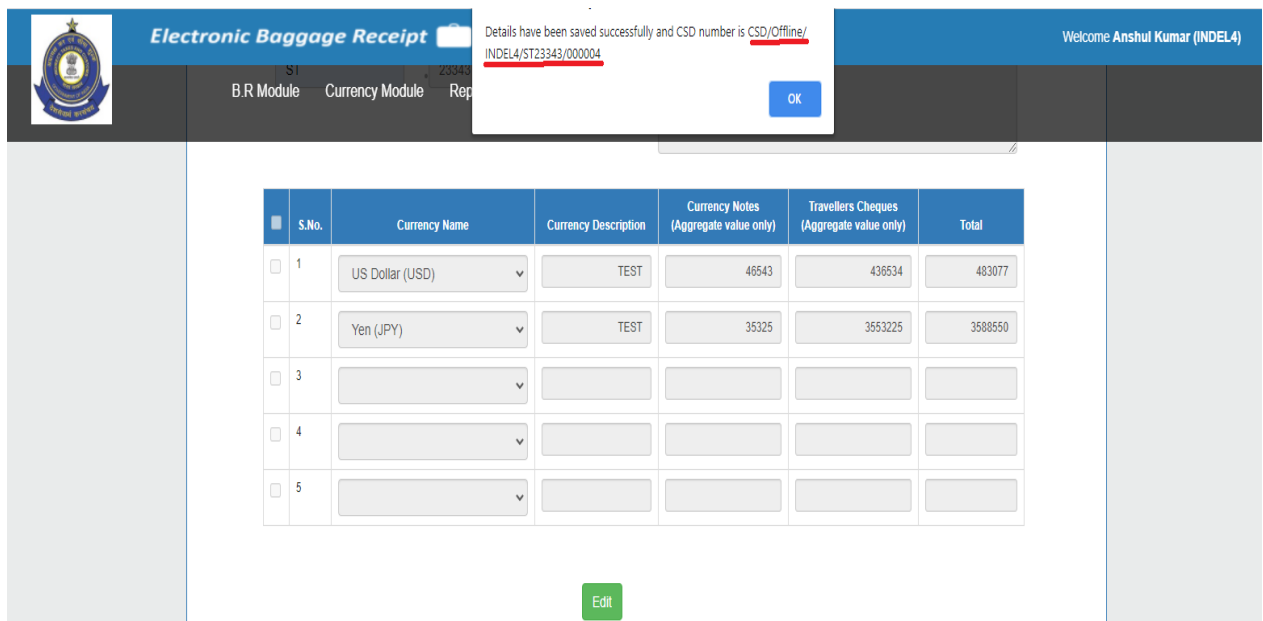 Electronic Baggage Receipt
Details have been saved successfully and CSD number is CSD/Offline/
INDEL4/ST23343/000004
OK
Welcome Anshul Kumar (INDEL4)
ST
23343
B.R Module Currency Module Rep
S.No. Currency Name Currency Description Currency Notes (Aggregate value only) Travellers Cheques (Aggregate value only) Total
1 US Dollar (USD) TEST 46543 436534 483077
2 Yen (JPY) TEST 35325 3553225 3588550
3
4
5
Edit